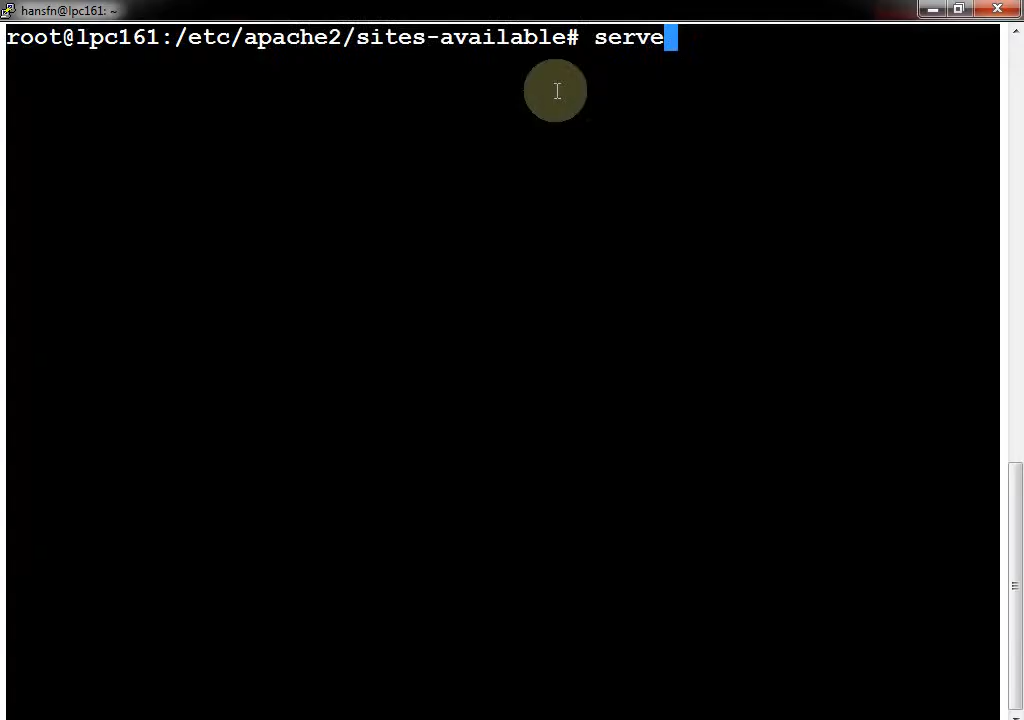 hansfn@lpc161: ~
root@lpc161:/etc/apache2/sites-available# serve